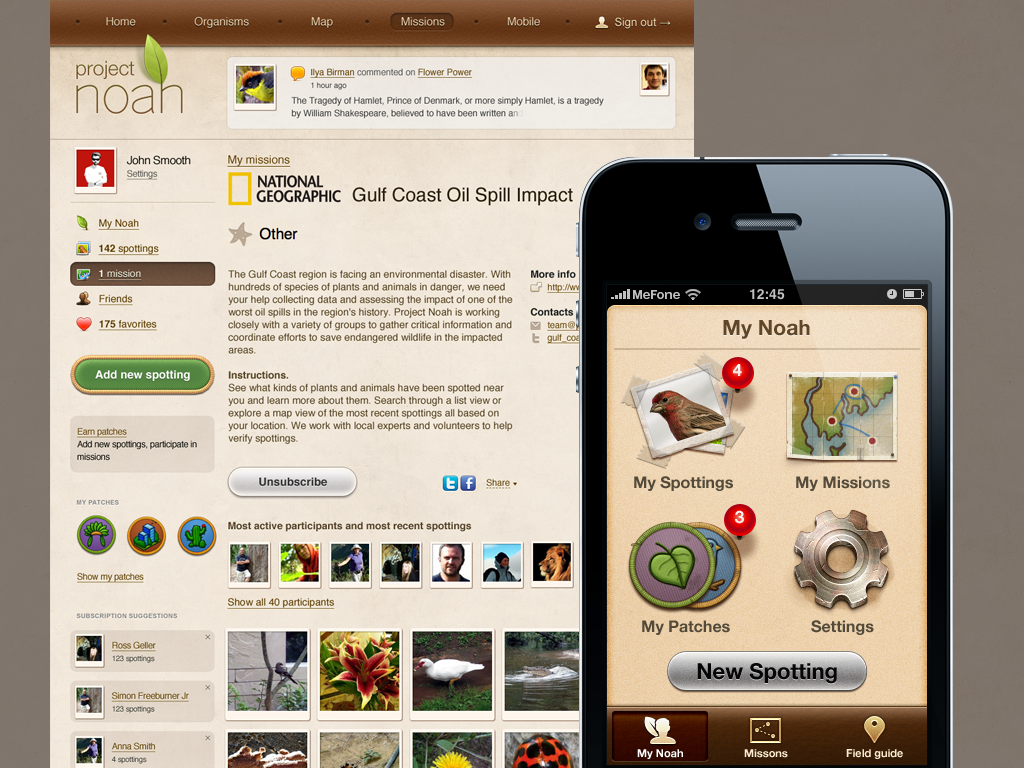 Home
Organisms
Map
Missions
Mobile
Sign out →
project
noah
Ilya Birman commented on Flower Power
1 hour ago
The Tragedy of Hamlet, Prince of Denmark, or more simply Hamlet, is a tragedy
by William Shakespeare, believed to have been written an
John Smooth
Settings
My Noah
142 spottings
1 mission
Friends
175 favorites
Add new spotting
Earn patches
Add new spottings, participate in
missions
MY PATCHES
Show my patches
SUBSCRIPTION SUGGESTIONS
Ross Geller
123 spottings
Simon Freeburner Jr
123 spottings
Anna Smith
4 spottings
My missions
NATIONAL
GEOGRAPHIC
Gulf Coast Oil Spill Impact
Other
The Gulf Coast region is facing an environmental disaster. With
hundreds of species of plants and animals in danger, we need
your help collecting data and assessing the impact of one of the
worst oil spills in the region's history. Project Noah is working
closely with a variety of groups to gather critical information and
coordinate efforts to save endangered wildlife in the impacted
areas.
Instructions.
See what kinds of plants and animals have been spotted near
you and learn more about them. Search through a list view or
explore a map view of the most recent spottings all based on
your location. We work with local experts and volunteers to help
verify spottings.
More info
http://w
Contacts
team@
gulf_coa
Unsubscribe
Share
Most active participants and most recent spottings
Show all 40 participants
MeFone
12:45
My Noah
4
My Spottings
My Missions
3
My Patches
Settings
New Spotting
My Noah
Missons
Field guide